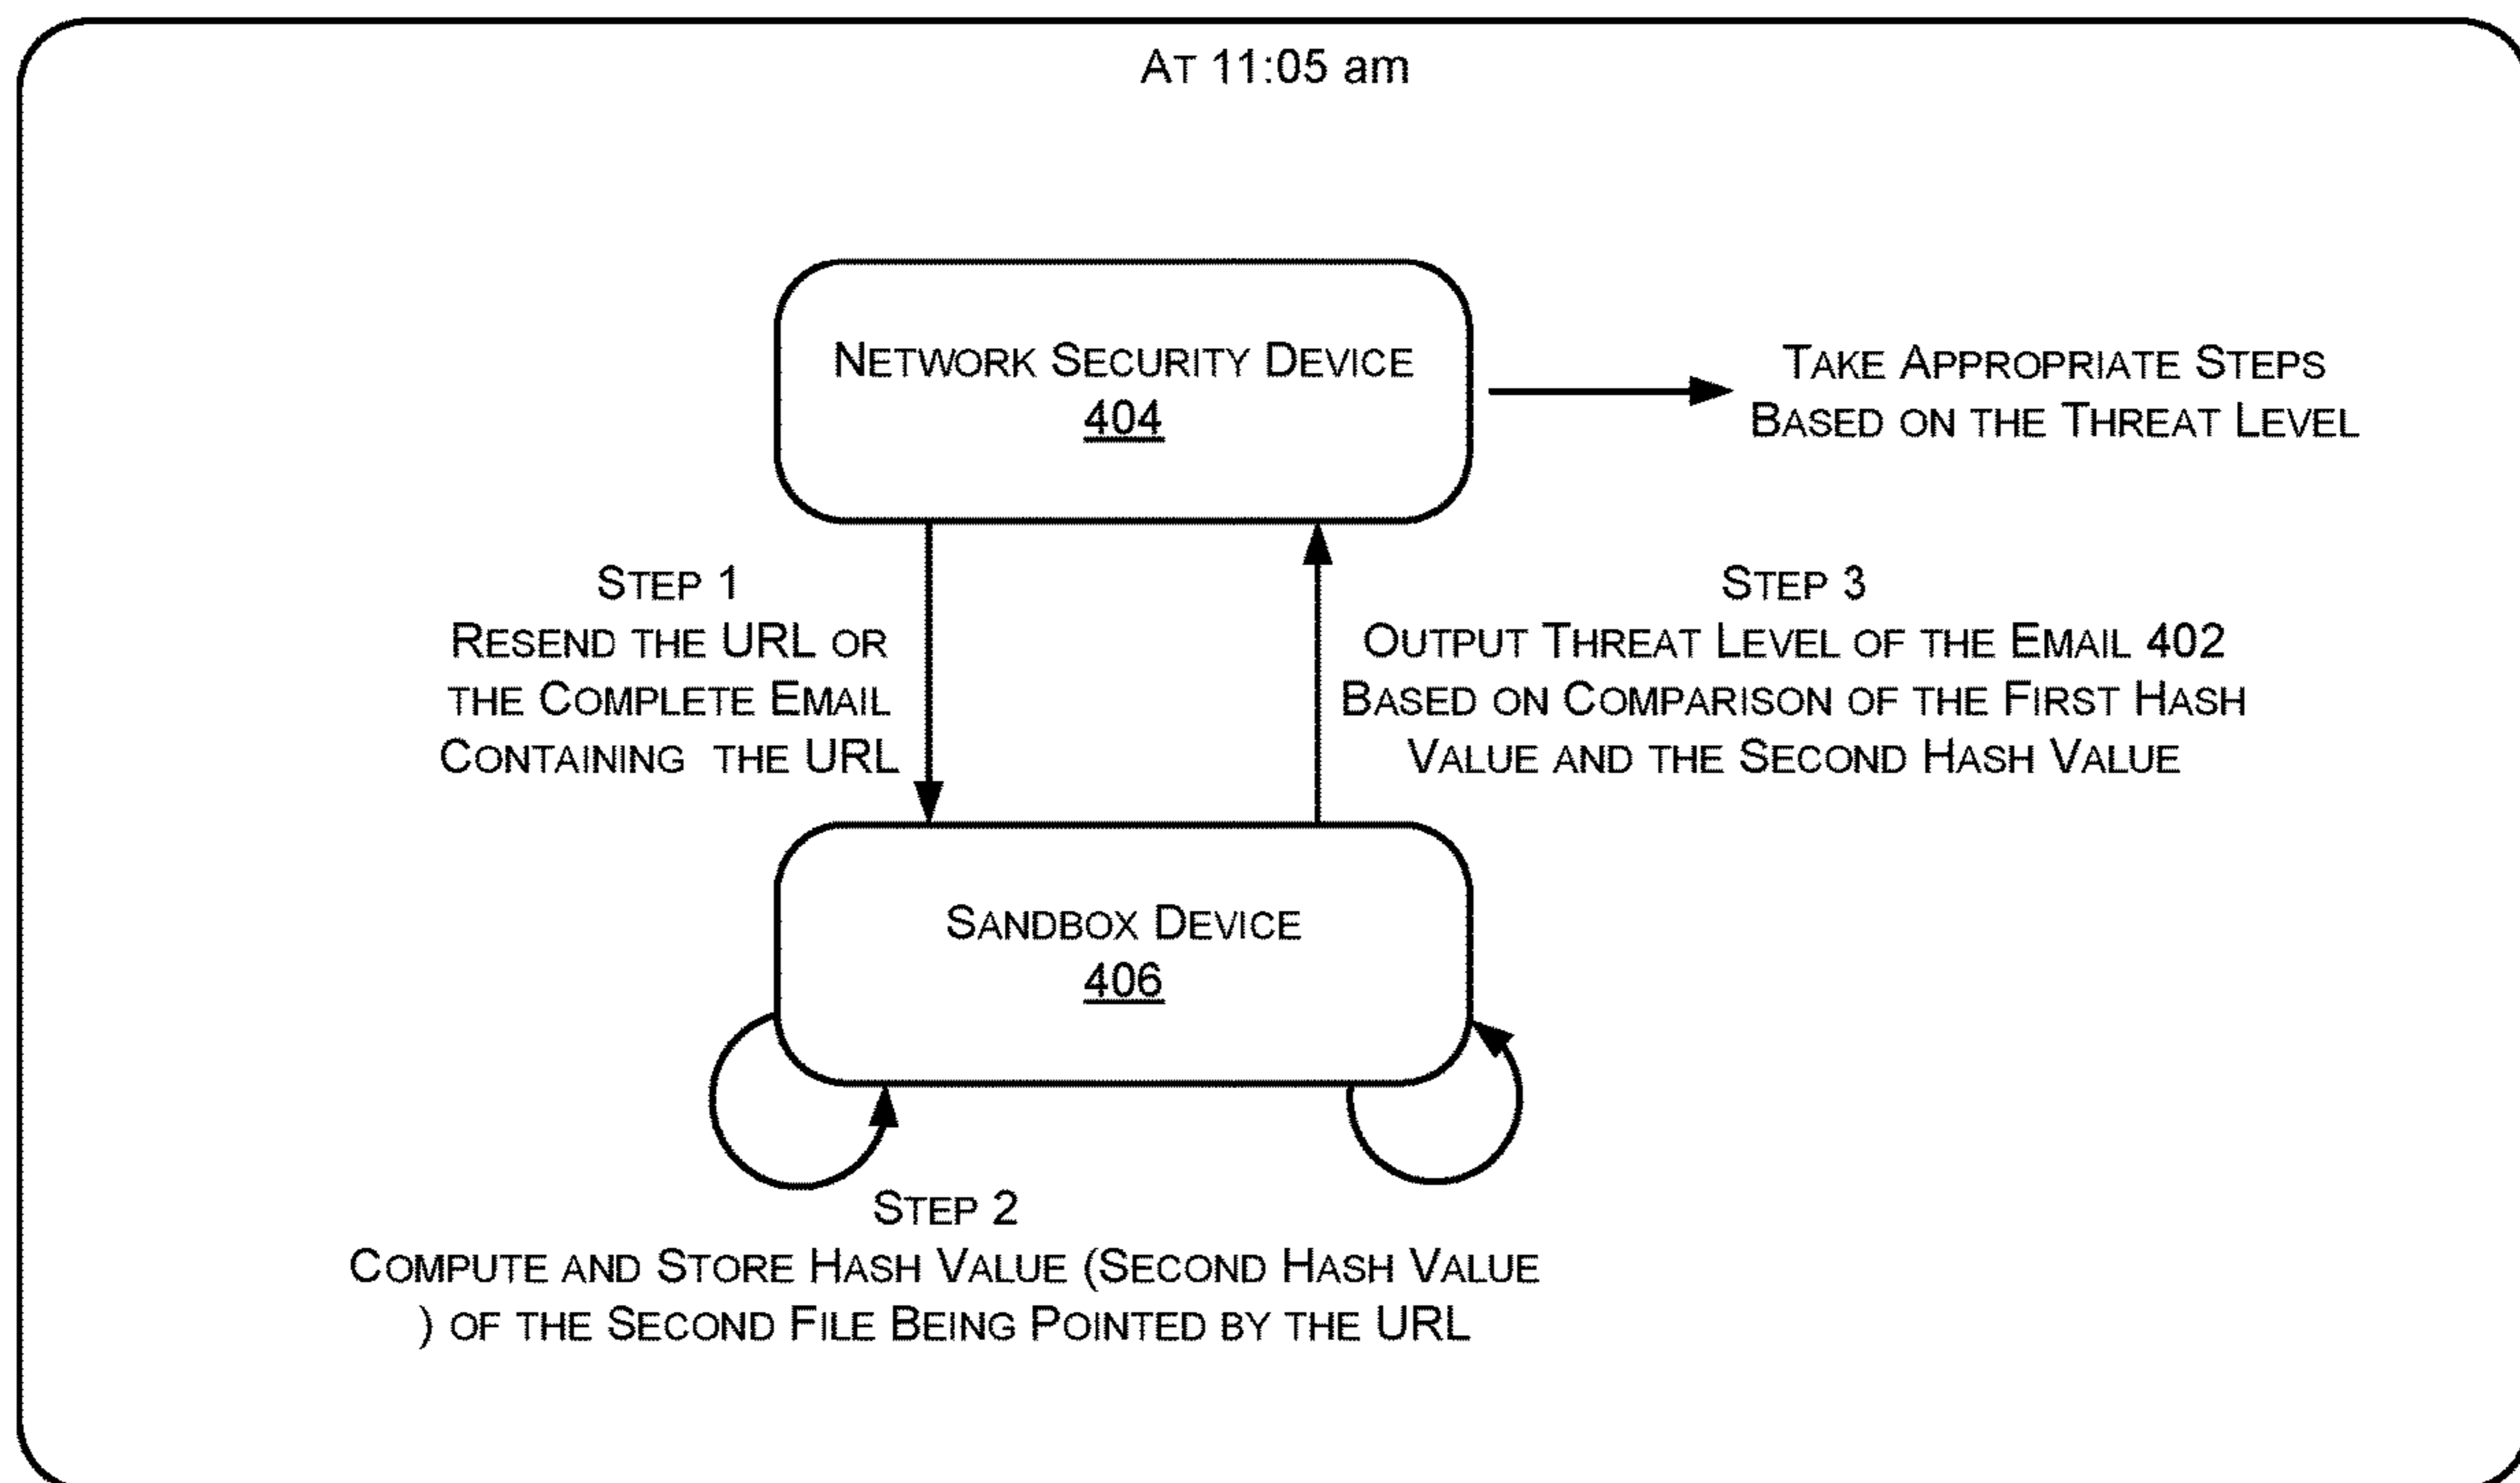 AT 11:05 am
NETWORK SECURITY DEVICE
404
TAKE APPROPRIATE STEPS
BASED ON THE THREAT LEVEL
STEP 1
RESEND THE URL OR
THE COMPLETE EMAIL
CONTAINING THE URL
STEP 3
OUTPUT THREAT LEVEL OF THE EMAIL 402
BASED ON COMPARISON OF THE FIRST HASH
VALUE AND THE SECOND HASH VALUE
SANDBOX DEVICE
406
STEP 2
COMPUTE AND STORE HASH VALUE (SECOND HASH VALUE
) OF THE SECOND FILE BEING POINTED BY THE URL